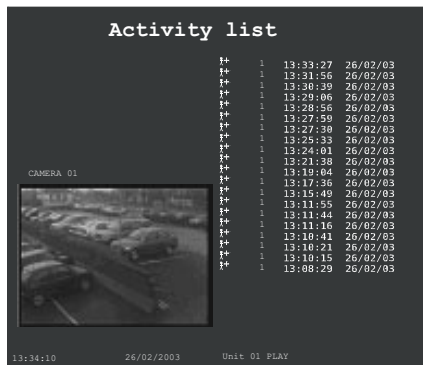 Activity list
1 13:33:27 26/02/03
1 13:31:56 26/02/03
1 13:30:39 26/02/03
1 13:29:06 26/02/03
1 13:28:56 26/02/03
1 13:27:59 26/02/03
1 13:27:30 26/02/03
1 13:25:33 26/02/03
1 13:24:01 26/02/03
1 13:21:38 26/02/03
1 13:19:04 26/02/03
1 13:17:36 26/02/03
1 13:15:49 26/02/03
1 13:11:55 26/02/03
1 13:11:44 26/02/03
1 13:11:16 26/02/03
1 13:10:41 26/02/03
1 13:10:21 26/02/03
1 13:10:15 26/02/03
1 13:08:29 26/02/03
CAMERA 01
13:34:10 26/02/2003 Unit 01 PLAY